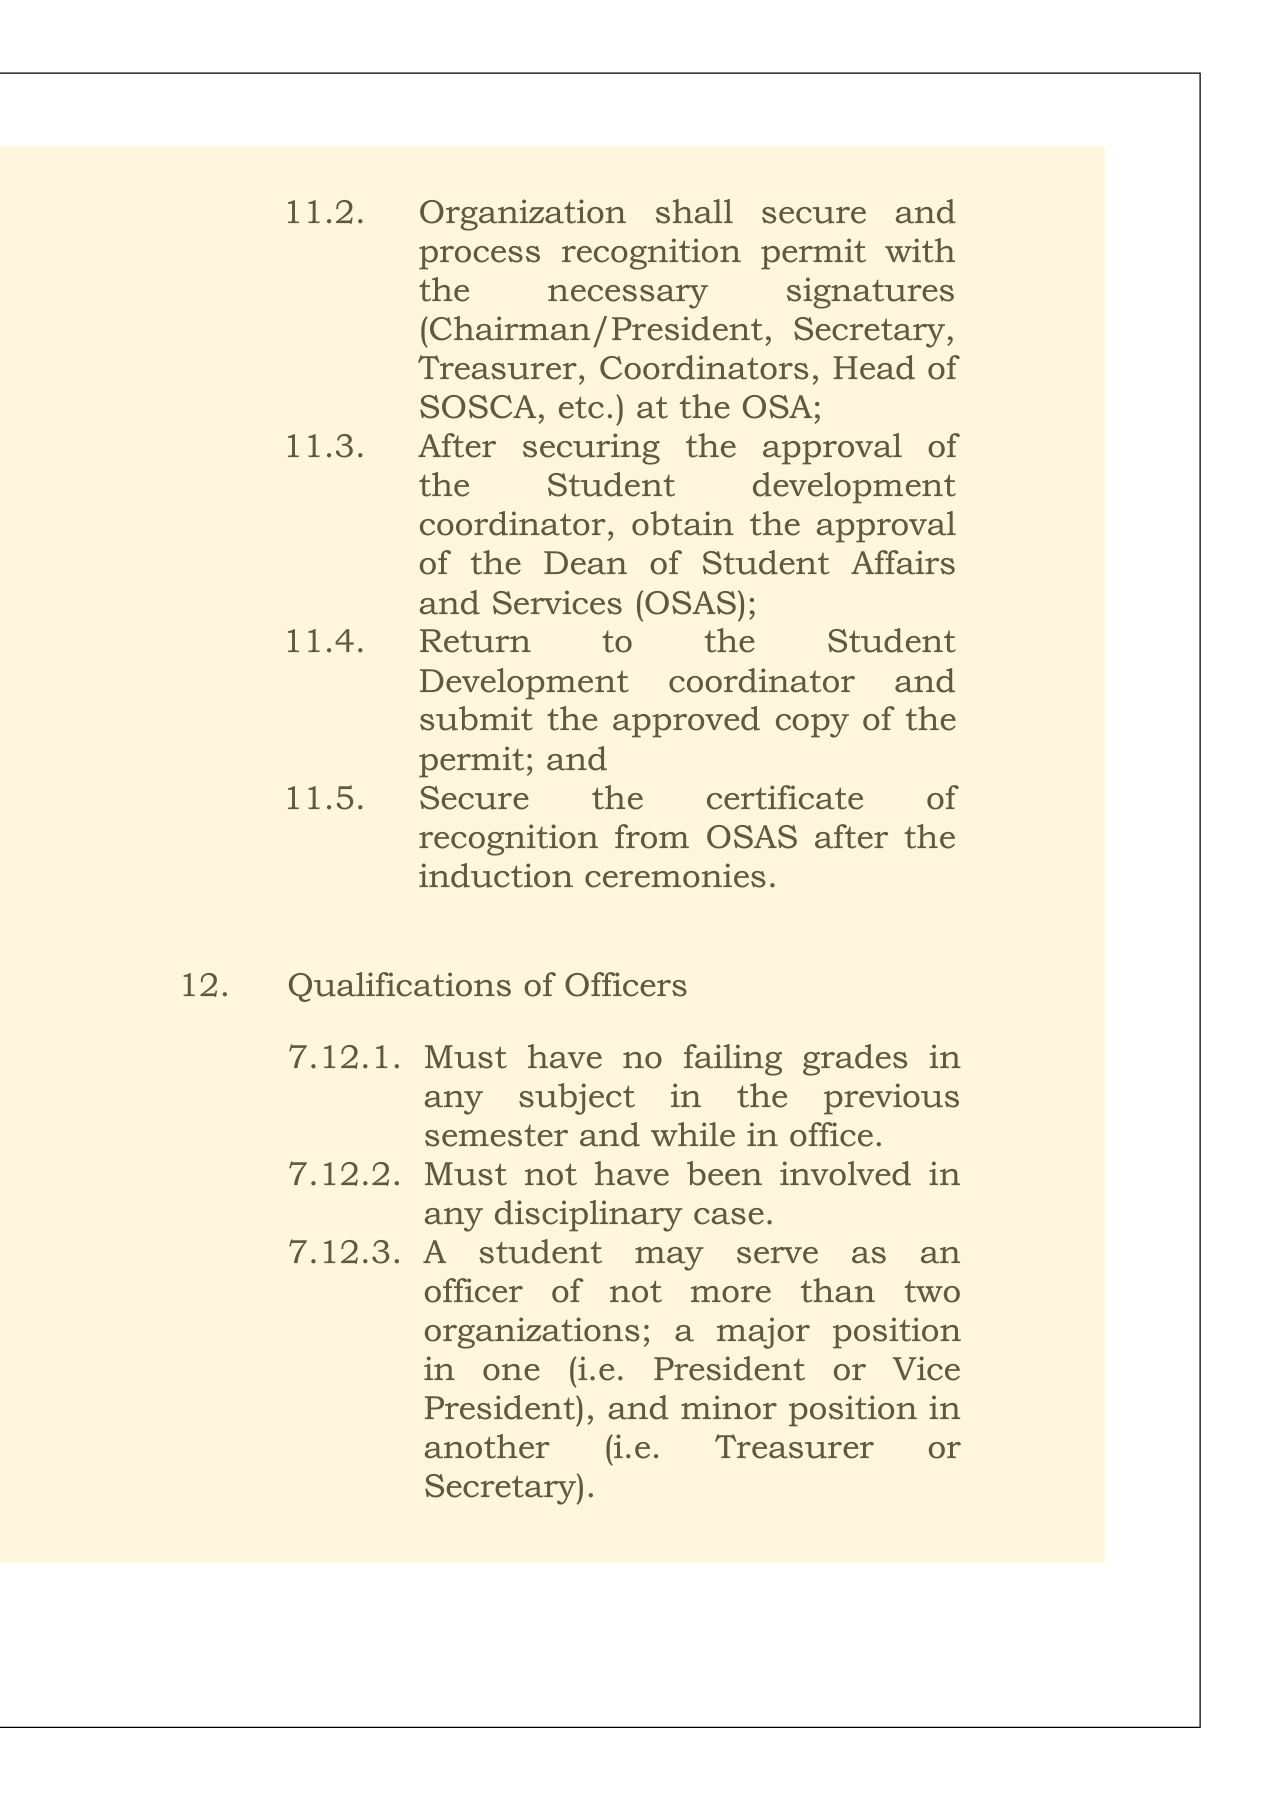 11.2. Organization shall secure and
process recognition permit with
the necessary signatures
(Chairman/President, Secretary,
Treasurer, Coordinators, Head of
SOSCA, etc.) at the OSA;
11.3. After securing the approval of
the Student development
coordinator, obtain the approval
of the Dean of Student Affairs
and Services (OSAS);
11.4. Return to the Student
Development coordinator and
submit the approved copy of the
permit; and
11.5. Secure the certificate of
recognition from OSAS after the
induction ceremonies.
12. Qualifications of Officers
7.12.1. Must have no failing grades in
any subject in the previous
semester and while in office.
7.12.2. Must not have been involved in
any disciplinary case.
7.12.3. A student may serve as an
officer of not more than two
organizations; a major position
in one (i.e. President or Vice
President), and minor position in
another (i.e. Treasurer or
Secretary).